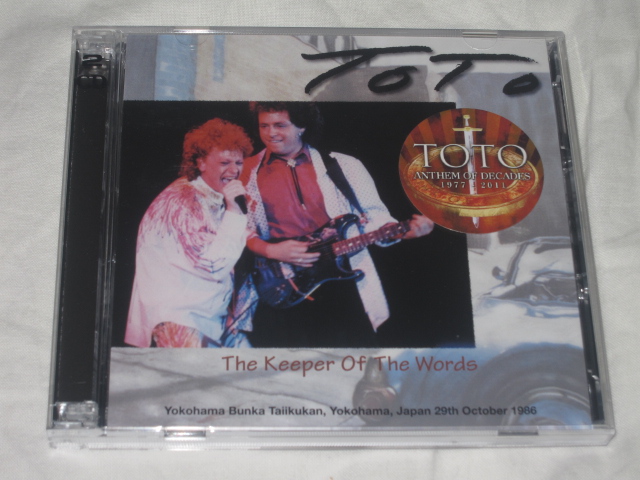 ToTo
TOTO
ANTHEM OF DECADES
1977 - 2011
The Keeper Of The Words
Yokohama Bunka Taiikukan, Yokohama, Japan 29th October 1986